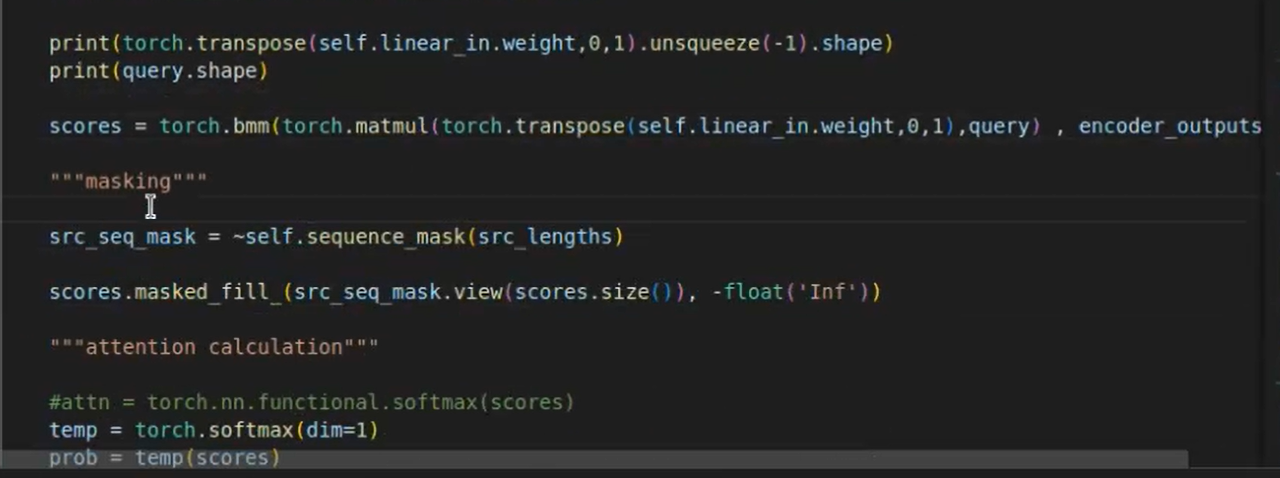 print(torch.transpose(self.linear_in.weight,0,1).unsqueeze(-1).shape)
print(query.shape)
scores = torch.bmm(torch.matmul(torch.transpose(self.linear_in.weight,0,1),query) , encoder_outputs
"""masking"""
src_seq_mask = ~self.sequence_mask(src_lengths)
scores.masked_fill_(src_seq_mask.view(scores.size()), -float('Inf'))
"""attention calculation"""
#attn = torch.nn.functional.softmax(scores)
temp = torch.softmax(dim=1)
prob = temp(scores)